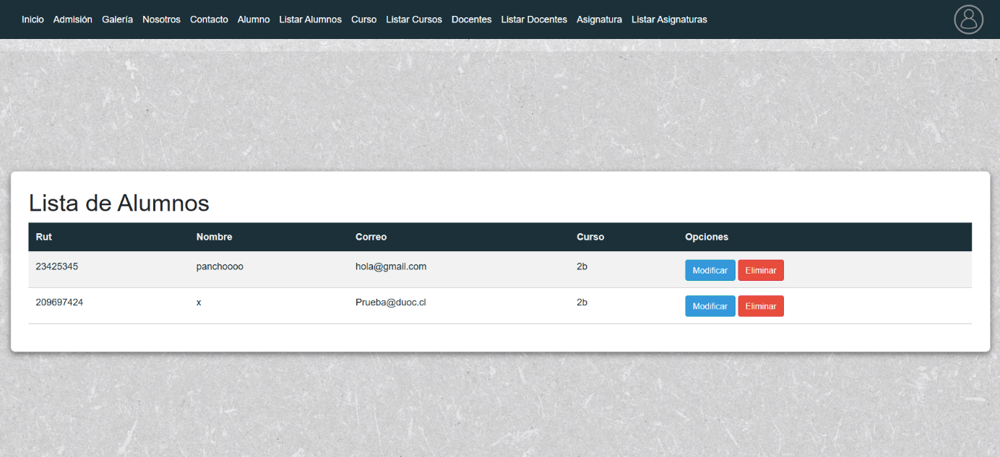 Inicio Admisión Galería Nosotros Contacto Alumno Listar Alumnos Curso Listar Cursos Docentes Listar Docentes Asignatura Listar Asignaturas
Lista de Alumnos
Rut Nombre Correo Curso Opciones
23425345 panchoooo hola@gmail.com 2b Modificar Eliminar
209697424 x Prueba@duoc.cl 2b Modificar Eliminar